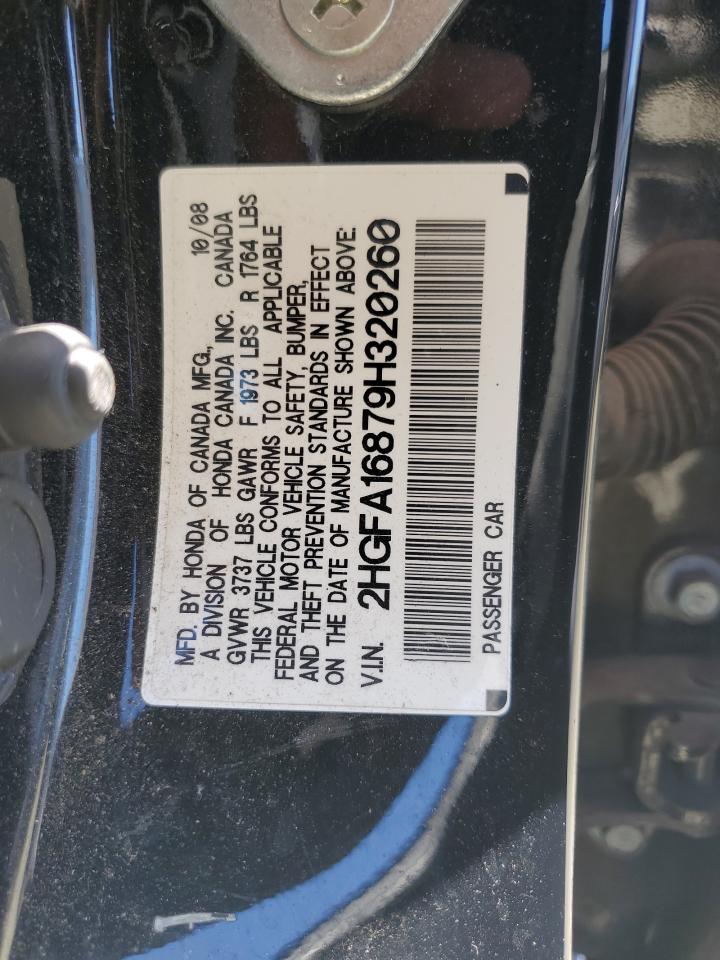 MFD. BY HONDA OF CANADA MFG., 10/08
A DIVISION OF HONDA CANADA INC. CANADA
GVWR 3737 LBS GAWR F 1973 LBS R 1764 LBS
THIS VEHICLE CONFORMS TO ALL APPLICABLE
FEDERAL MOTOR VEHICLE SAFETY, BUMPER,
AND THEFT PREVENTION STANDARDS IN EFFECT
ON THE DATE OF MANUFACTURE SHOWN ABOVE.
V.I.N. 2HGFA16879H320260
PASSENGER CAR